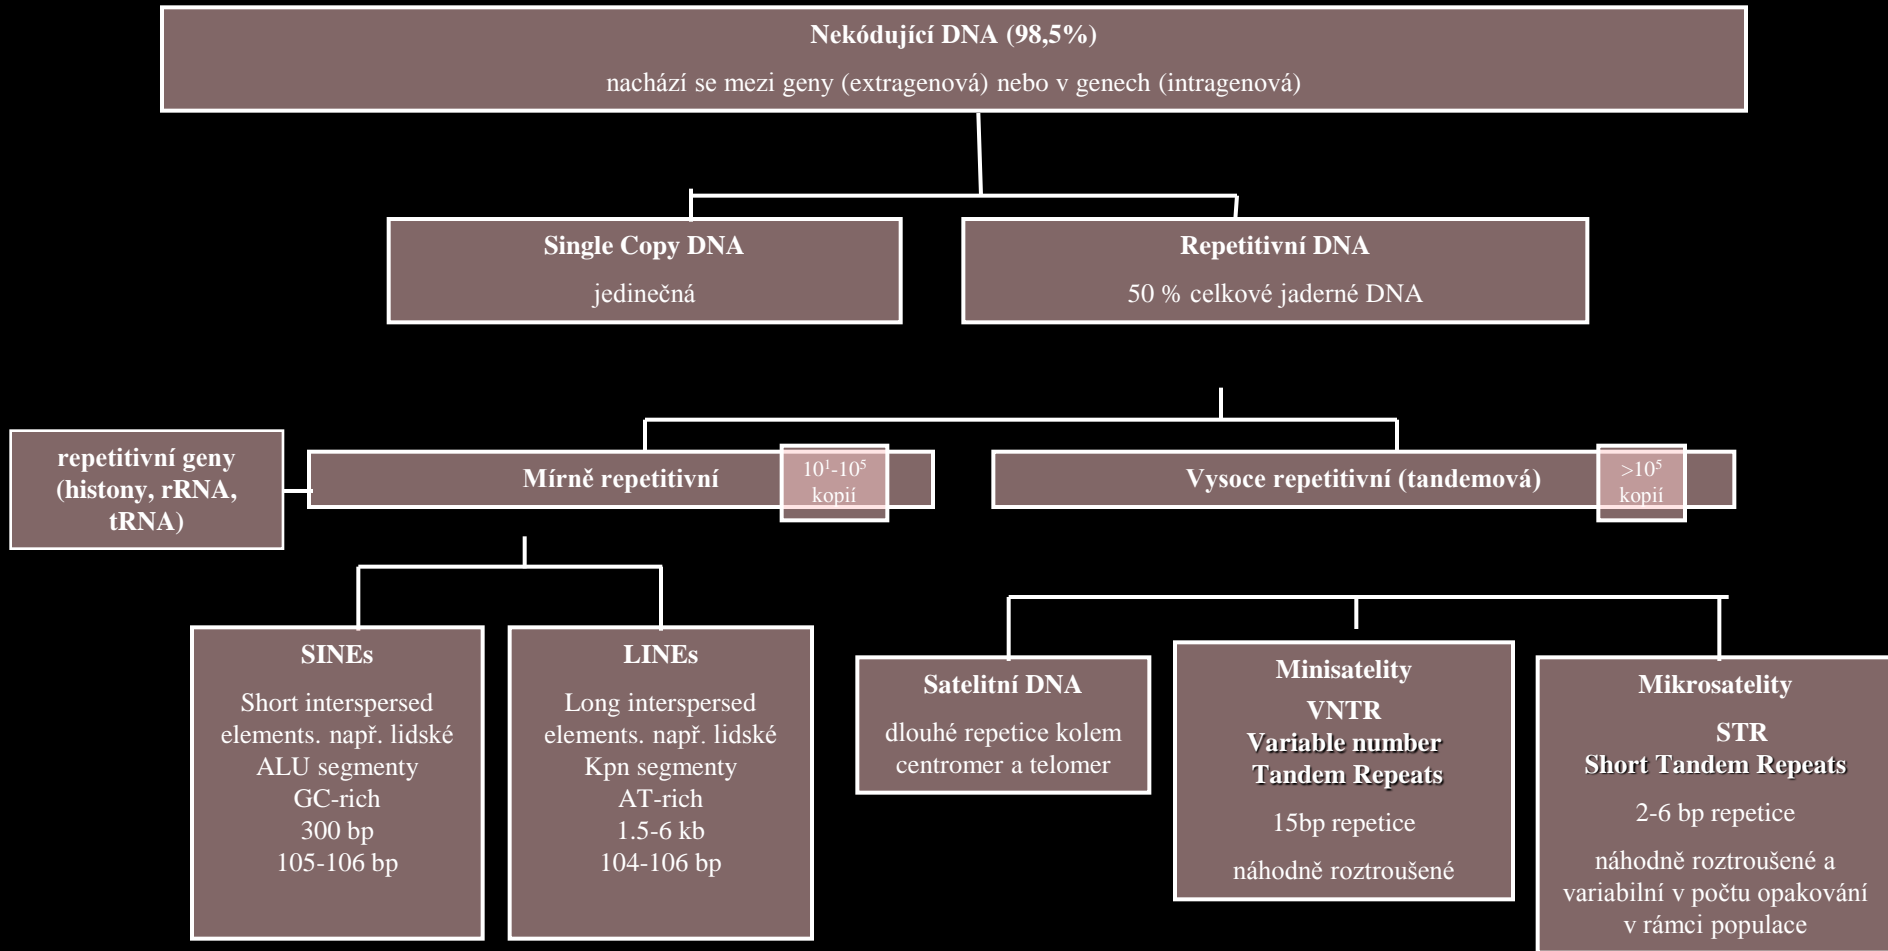 Nekódující DNA (98,5%)
nachází se mezi geny (extragenová) nebo v genech (intragenová)
Single Copy DNA
jedinečná
Repetitivní DNA
50 % celkové jaderné DNA
repetitivní geny
(histony, rRNA,
tRNA)
Mírně repetitivní
10¹-10⁵
kopií
Vysoce repetitivní (tandemová)
>10⁵
kopií
SINEs
Short interspersed
elements. např. lidské
ALU segmenty
GC-rich
300 bp
105-106 bp
LINEs
Long interspersed
elements. např. lidské
Kpn segmenty
AT-rich
1.5-6 kb
104-106 bp
Satelitní DNA
dlouhé repetice kolem
centromer a telomer
Minisatelity
VNTR
Variable number
Tandem Repeats
15bp repetice
náhodně roztroušené
Mikrosatelity
STR
Short Tandem Repeats
2-6 bp repetice
náhodně roztroušené a
variabilní v počtu opakování
v rámci populace